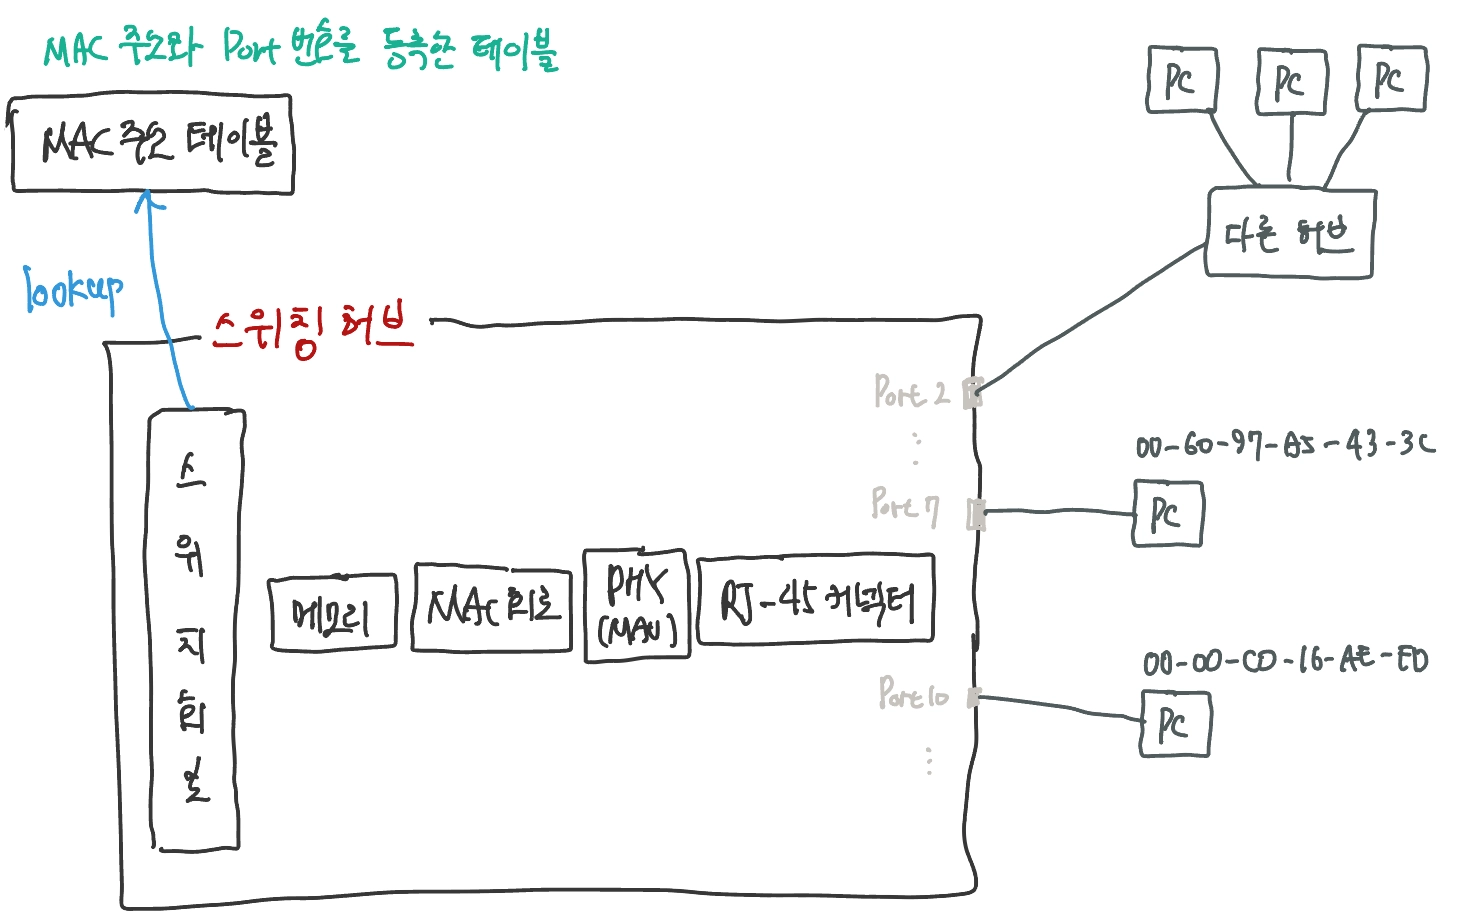 MAC 주소와 Port 번호를 등록한 테이블
MAC 주소 테이블
lookup
스위칭 허브
스위치회로
메모리
MAC 회로
PHY
(MAU)
RJ-45 커넥터
Port 2
Port 7
Port 10
PC
PC
PC
다른 허브
00-60-97-A5-43-3C
PC
00-00-C0-16-AE-FD
PC